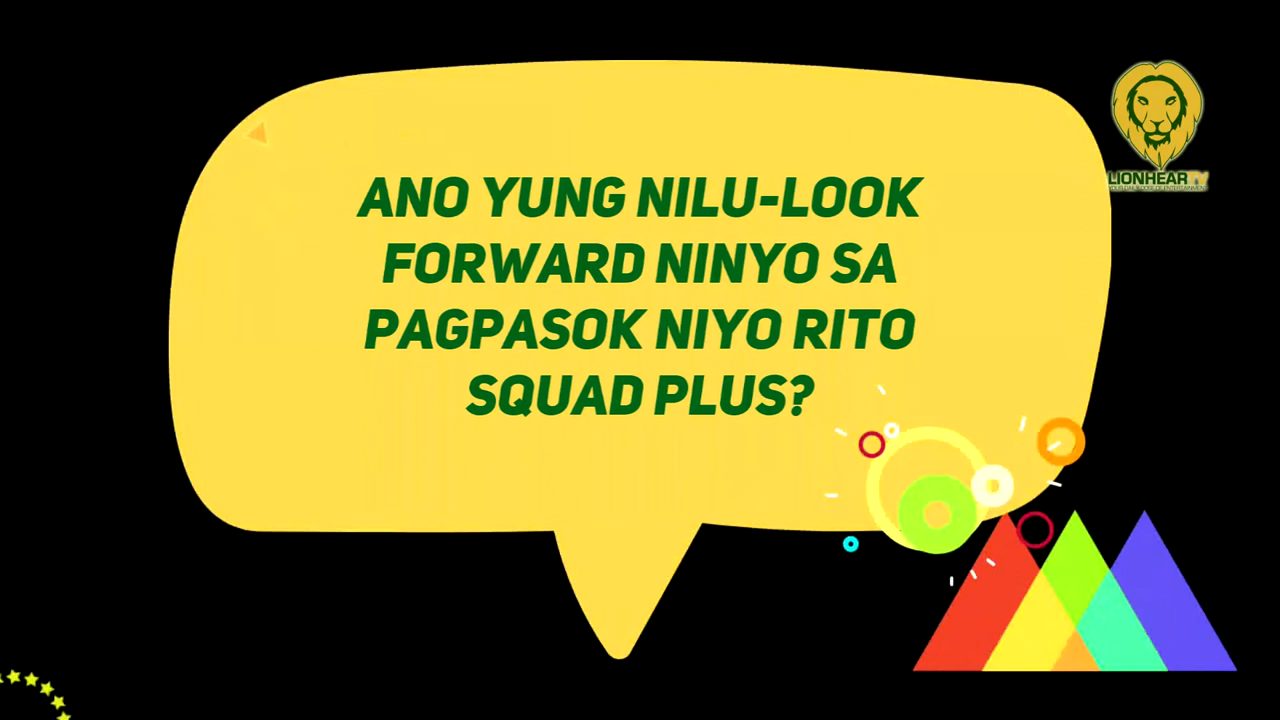 ANO YUNG NILU-LOOK
FORWARD NINYO SA
PAGPASOK NIYO RITO
SQUAD PLUS?
LIONHEARTV